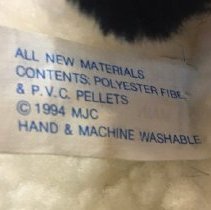 ALL NEW MATERIALS
CONTENTS: POLYESTER FIBE
& P.V.C. PELLETS
© 1994 MJC
HAND & MACHINE WASHABLE